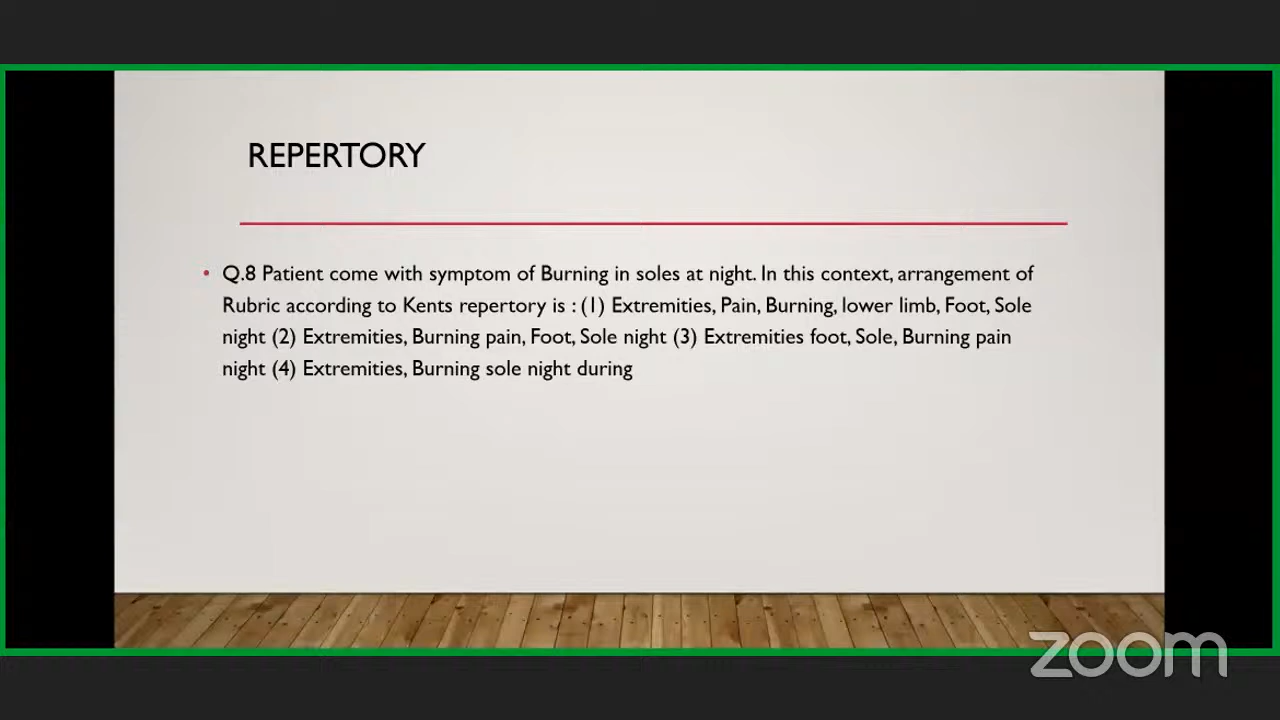 REPERTORY
• Q.8 Patient come with symptom of Burning in soles at night. In this context, arrangement of
Rubric according to Kents repertory is : (1) Extremities, Pain, Burning, lower limb, Foot, Sole
night (2) Extremities, Burning pain, Foot, Sole night (3) Extremities foot, Sole, Burning pain
night (4) Extremities, Burning sole night during
zoom